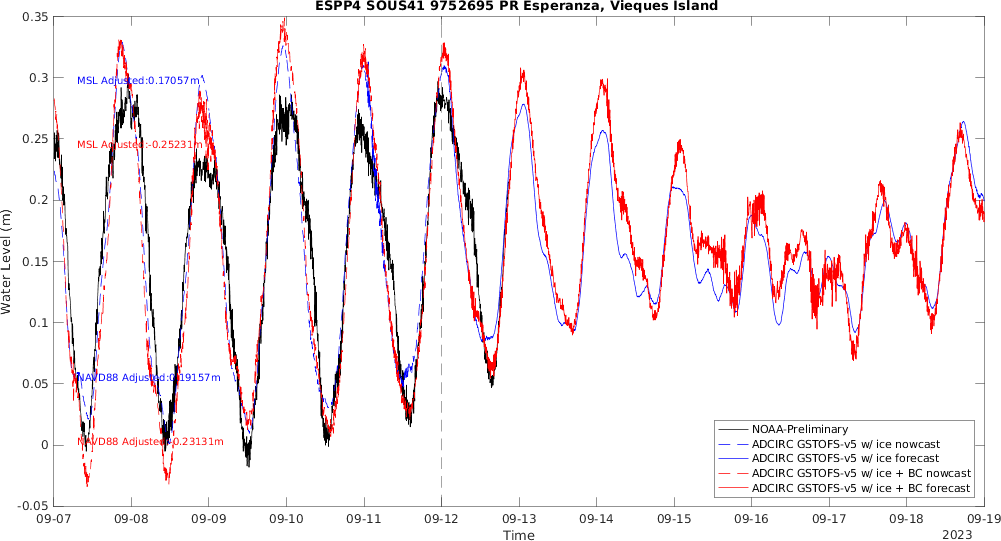 ESPP4 SOUS41 9752695 PR Esperanza, Vieques Island
0.35
0.3
0.25
0.2
0.15
0.1
0.05
0
-0.05
Water Level (m)
MSL Adjusted:0.17057m
MSL Adjusted:-0.25231m
NAVD88 Adjusted:0.19157m
NAVD88 Adjusted:-0.23131m
NOAA-Preliminary
ADCIRC GSTOFS-v5 w/ ice nowcast
ADCIRC GSTOFS-v5 w/ ice forecast
ADCIRC GSTOFS-v5 w/ ice + BC nowcast
ADCIRC GSTOFS-v5 w/ ice + BC forecast
09-07 09-08 09-09 09-10 09-11 09-12 09-13 09-14 09-15 09-16 09-17 09-18 09-19
Time
2023